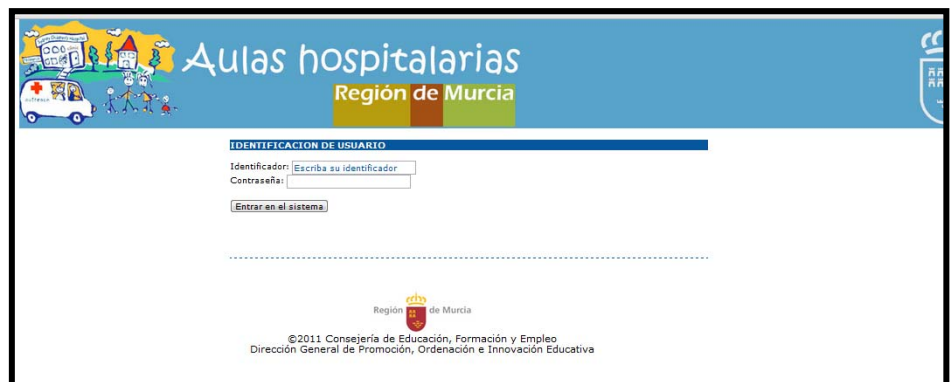 Aulas hospitalarias
Región de Murcia
IDENTIFICACION DE USUARIO
Identificador: Escriba su identificador
Contraseña:
Entrar en el sistema
Región de Murcia
©2011 Consejería de Educación, Formación y Empleo
Dirección General de Promoción, Ordenación e Innovación Educativa